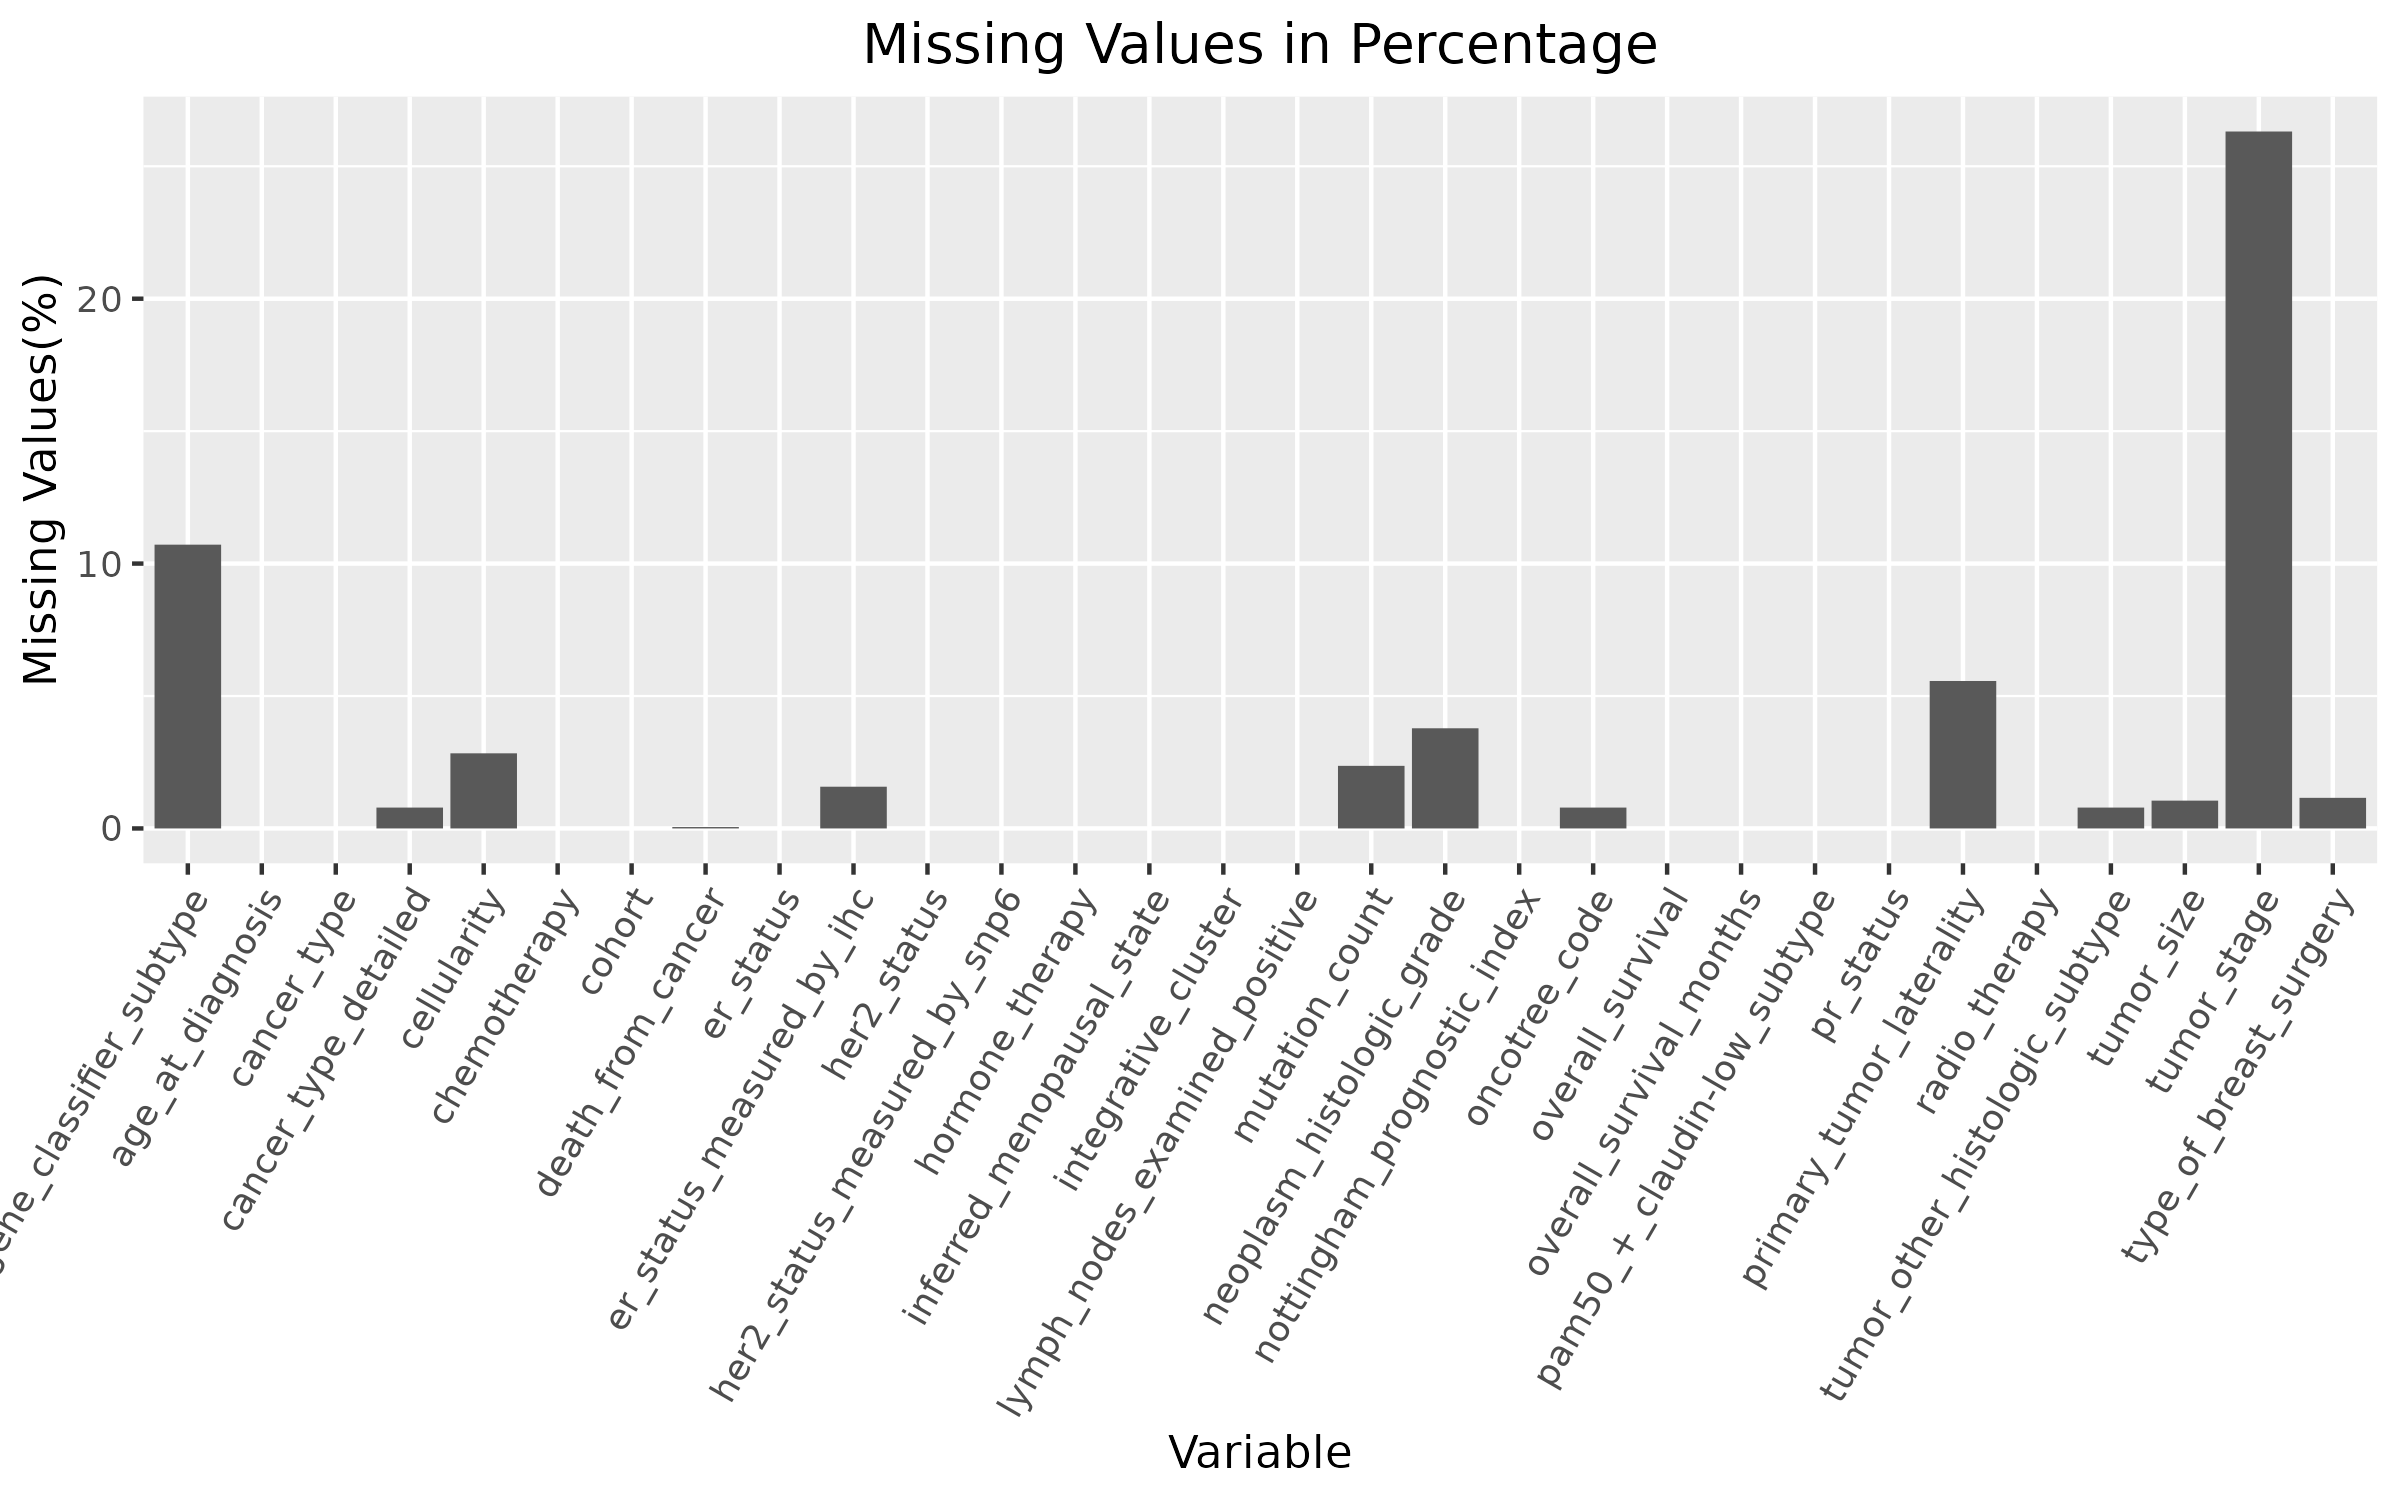 Missing Values in Percentage
Missing Values(%)
20
10
0
ene_classifier_subtype
age_at_diagnosis
cancer_type
cancer_type_detailed
cellularity
chemotherapy
cohort
death_from_cancer
er_status
er_status_measured_by_ihc
her2_status
her2_status_measured_by_snp6
hormone_therapy
inferred_menopausal_state
integrative_cluster
lymph_nodes_examined_positive
mutation_count
neoplasm_histologic_grade
nottingham_prognostic_index
oncotree_code
overall_survival
overall_survival_months
pam50_+_claudin-low_subtype
pr_status
primary_tumor_laterality
radio_therapy
tumor_other_histologic_subtype
tumor_size
tumor_stage
type_of_breast_surgery
Variable